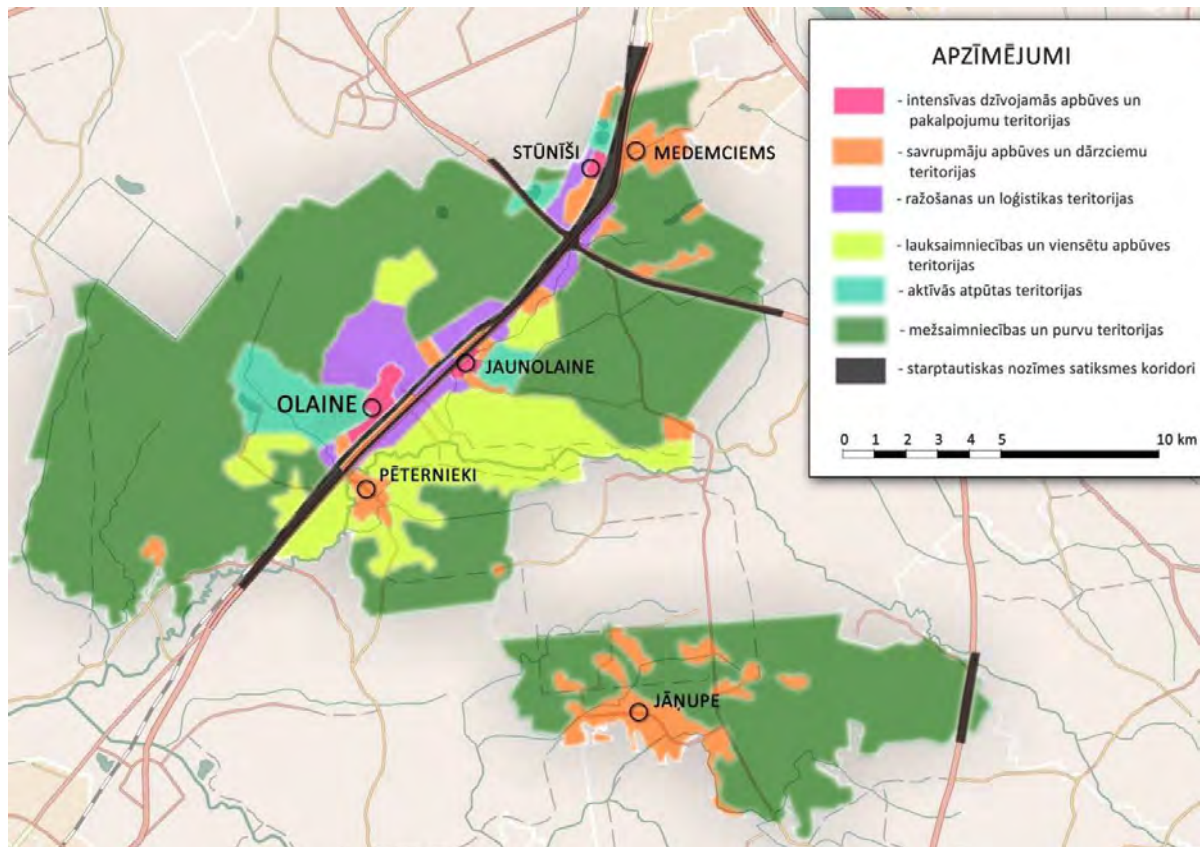 APZĪMĒJUMI
- intensīvas dzīvojamās apbūves un
pakalpojumu teritorijas
- savrupmāju apbūves un dārzciemu
teritorijas
- ražošanas un loģistikas teritorijas
- lauksaimniecības un viensētu apbūves
teritorijas
- aktīvās atpūtas teritorijas
- mežsaimniecības un purvu teritorijas
- starptautiskas nozīmes satiksmes koridori
0 1 2 3 4 5 10 km
STŪNĪŠI
MEDEMCIEMS
JAUNOLAINE
OLAINE
PĒTERNIEKI
JĀŅUPE